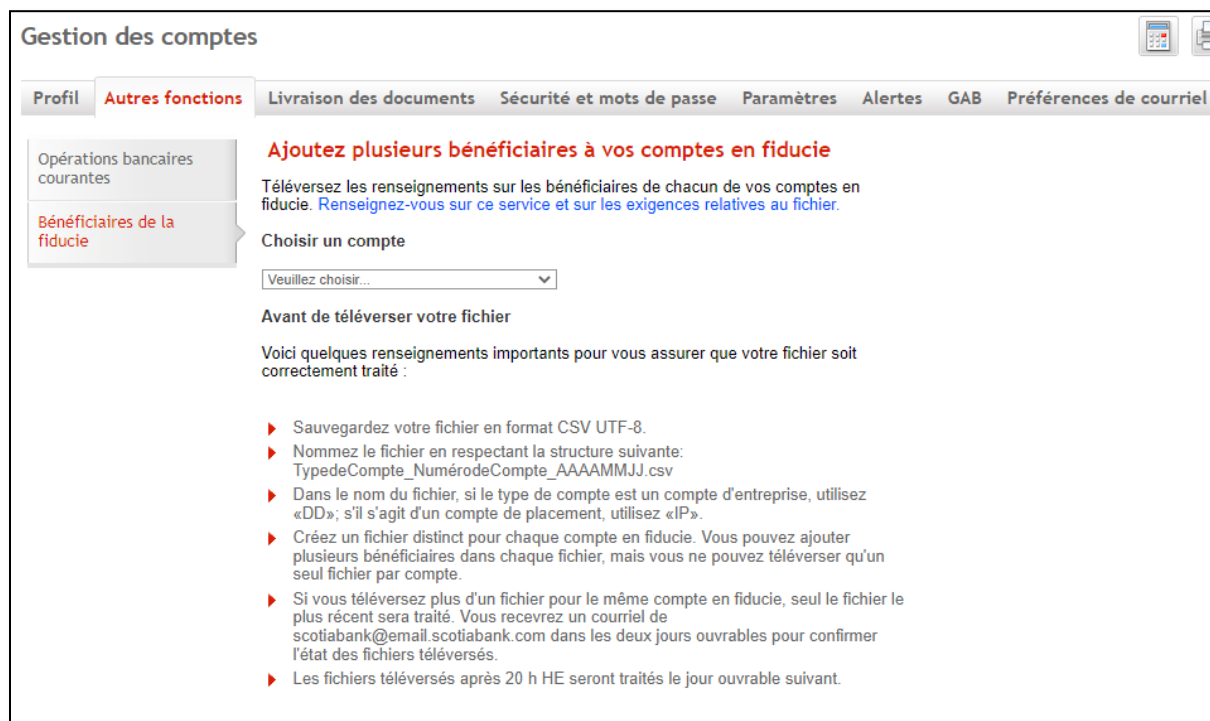 Gestion des comptes
Profil Autres fonctions Livraison des documents Sécurité et mots de passe Paramètres Alertes GAB Préférences de courriel
Opérations bancaires
courantes
Bénéficiaires de la
fiducie
Ajoutez plusieurs bénéficiaires à vos comptes en fiducie
Téléversez les renseignements sur les bénéficiaires de chacun de vos comptes en
fiducie. Renseignez-vous sur ce service et sur les exigences relatives au fichier.
Choisir un compte
Veuillez choisir...
Avant de téléverser votre fichier
Voici quelques renseignements importants pour vous assurer que votre fichier soit
correctement traité :
Sauvegardez votre fichier en format CSV UTF-8.
Nommez le fichier en respectant la structure suivante:
TypedeCompte_NumérodeCompte_AAAAMMJJ.csv
Dans le nom du fichier, si le type de compte est un compte d'entreprise, utilisez
«DD»; s'il s'agit d'un compte de placement, utilisez «IP».
Créez un fichier distinct pour chaque compte en fiducie. Vous pouvez ajouter
plusieurs bénéficiaires dans chaque fichier, mais vous ne pouvez téléverser qu'un
seul fichier par compte.
Si vous téléversez plus d'un fichier pour le même compte en fiducie, seul le fichier le
plus récent sera traité. Vous recevrez un courriel de
scotiabank@email.scotiabank.com dans les deux jours ouvrables pour confirmer
l'état des fichiers téléversés.
Les fichiers téléversés après 20 h HE seront traités le jour ouvrable suivant.